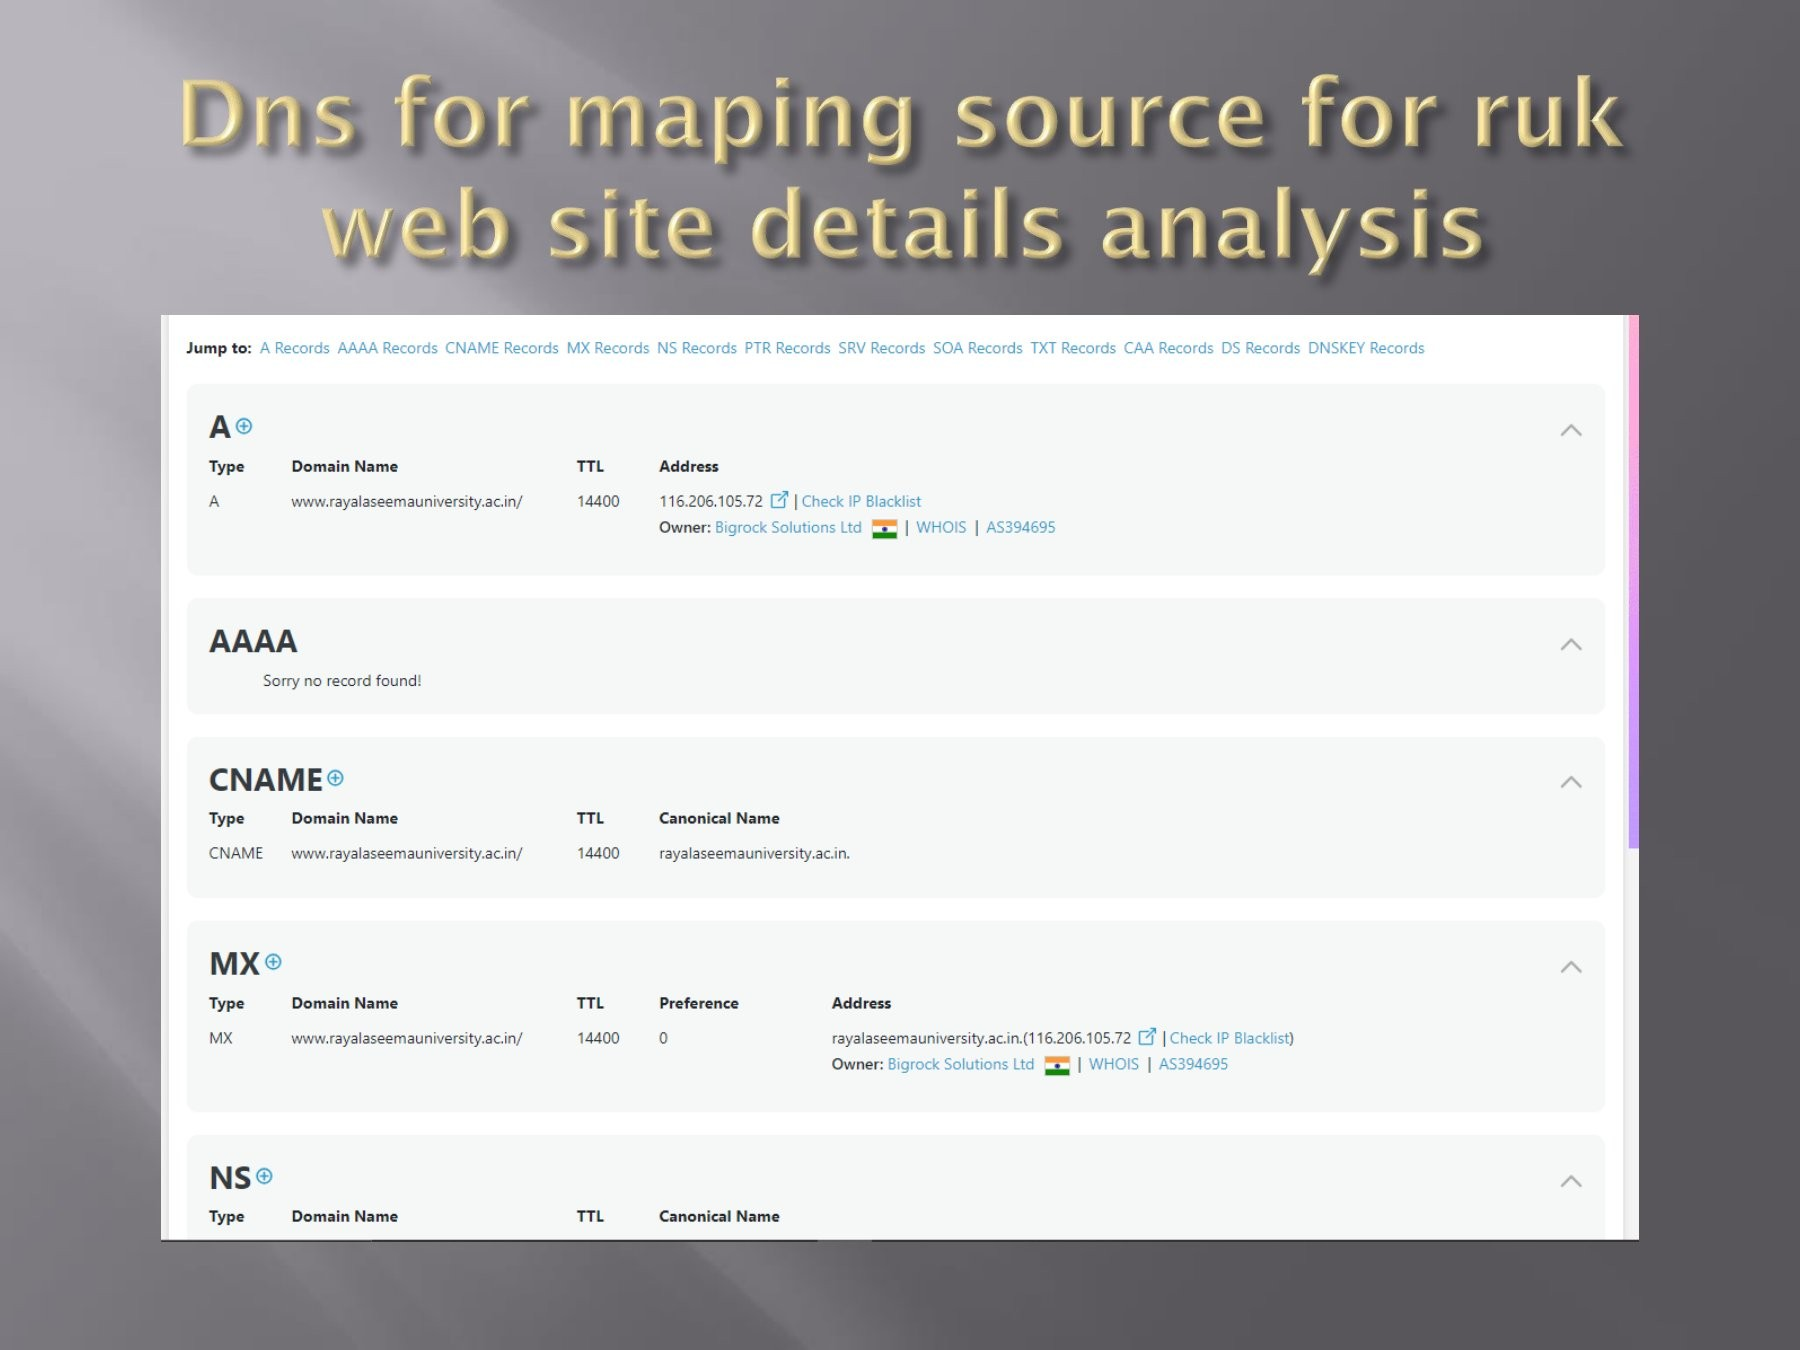 Dns for maping source for ruk
web site details analysis
Jump to: A Records AAAA Records CNAME Records MX Records NS Records PTR Records SRV Records SOA Records TXT Records CAA Records DS Records DNSKEY Records
A
Type Domain Name TTL Address
A www.rayalaseemauniversity.ac.in/ 14400 116.206.105.72 | Check IP Blacklist
Owner: Bigrock Solutions Ltd | WHOIS | AS394695
AAAA
Sorry no record found!
CNAME
Type Domain Name TTL Canonical Name
CNAME www.rayalaseemauniversity.ac.in/ 14400 rayalaseemauniversity.ac.in.
MX
Type Domain Name TTL Preference Address
MX www.rayalaseemauniversity.ac.in/ 14400 0 rayalaseemauniversity.ac.in.(116.206.105.72 | Check IP Blacklist)
Owner: Bigrock Solutions Ltd | WHOIS | AS394695
NS
Type Domain Name TTL Canonical Name